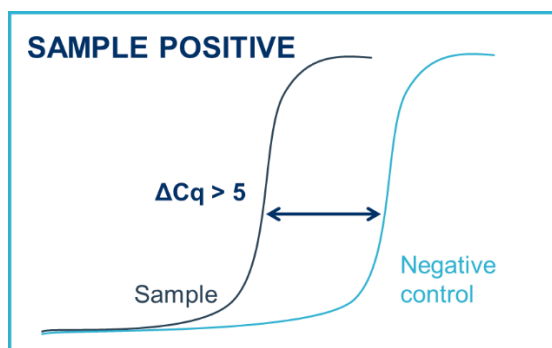 SAMPLE POSITIVE
ΔCq > 5
Sample
Negative
control